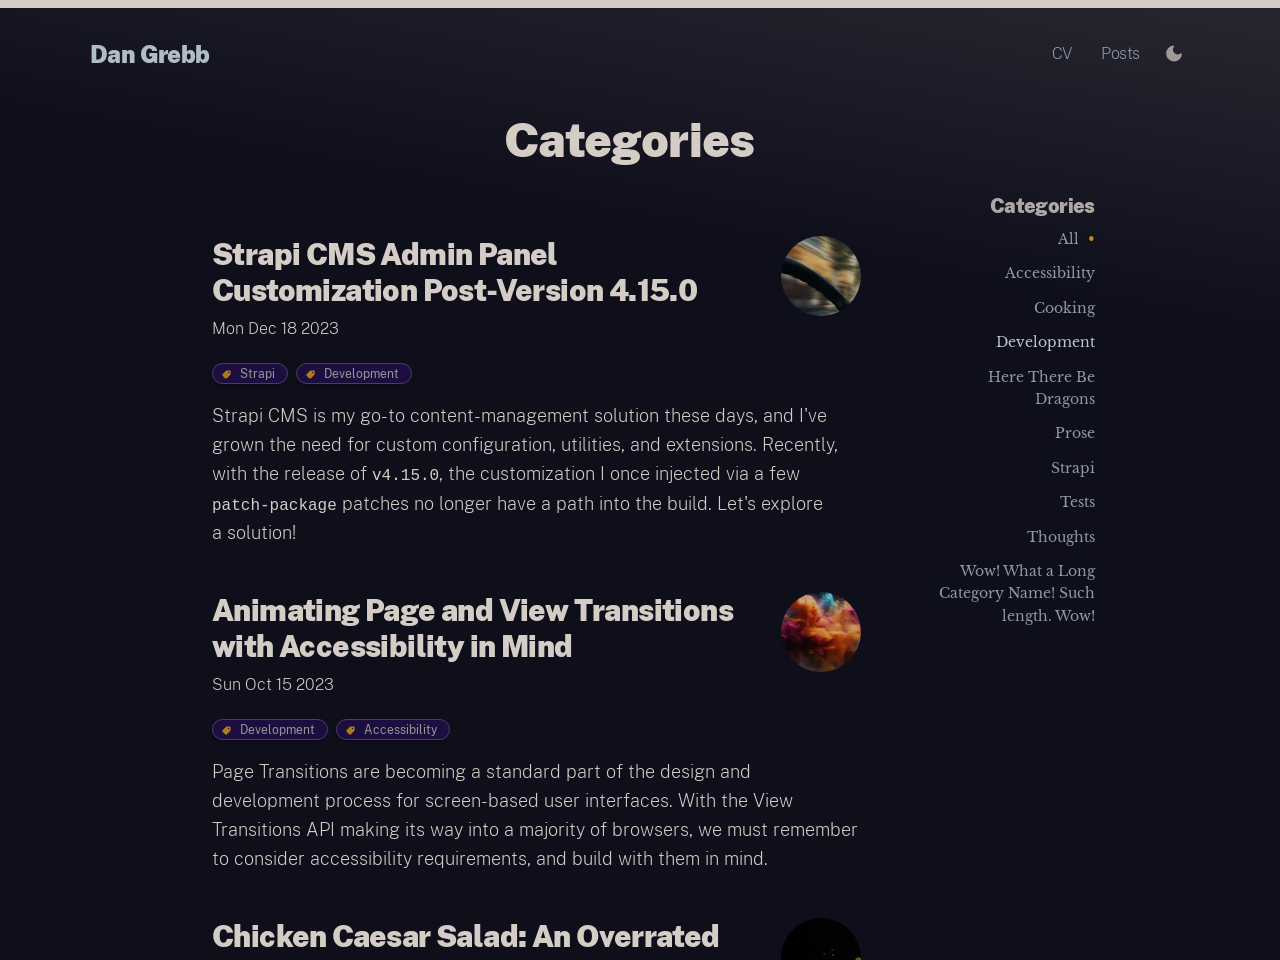 Dan Grebb
CV
Posts
Categories
Strapi CMS Admin Panel
Customization Post-Version 4.15.0
Mon Dec 18 2023
Strapi
Development
Strapi CMS is my go-to content-management solution these days, and I've
grown the need for custom configuration, utilities, and extensions. Recently,
with the release of v4.15.0, the customization I once injected via a few
patch-package patches no longer have a path into the build. Let's explore
a solution!
Animating Page and View Transitions
with Accessibility in Mind
Sun Oct 15 2023
Development
Accessibility
Page Transitions are becoming a standard part of the design and
development process for screen-based user interfaces. With the View
Transitions API making its way into a majority of browsers, we must remember
to consider accessibility requirements, and build with them in mind.
Chicken Caesar Salad: An Overrated
Categories
All •
Accessibility
Cooking
Development
Here There Be
Dragons
Prose
Strapi
Tests
Thoughts
Wow! What a Long
Category Name! Such
length. Wow!